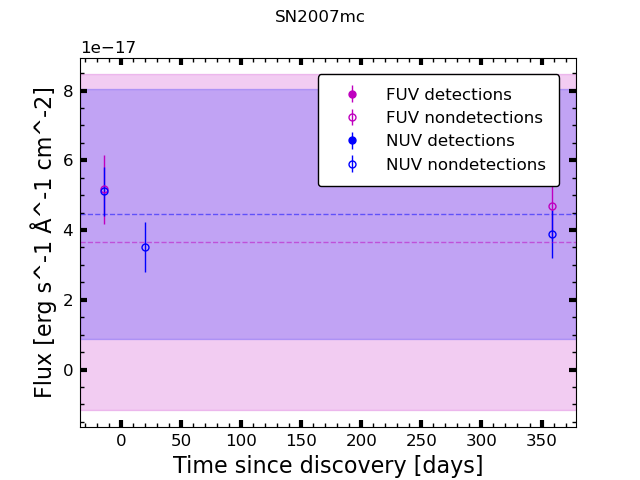 SN2007mc
1e−17
8
6
4
2
0
Flux [erg s^-1 Å^-1 cm^-2]
FUV detections
FUV nondetections
NUV detections
NUV nondetections
0 50 100 150 200 250 300 350
Time since discovery [days]